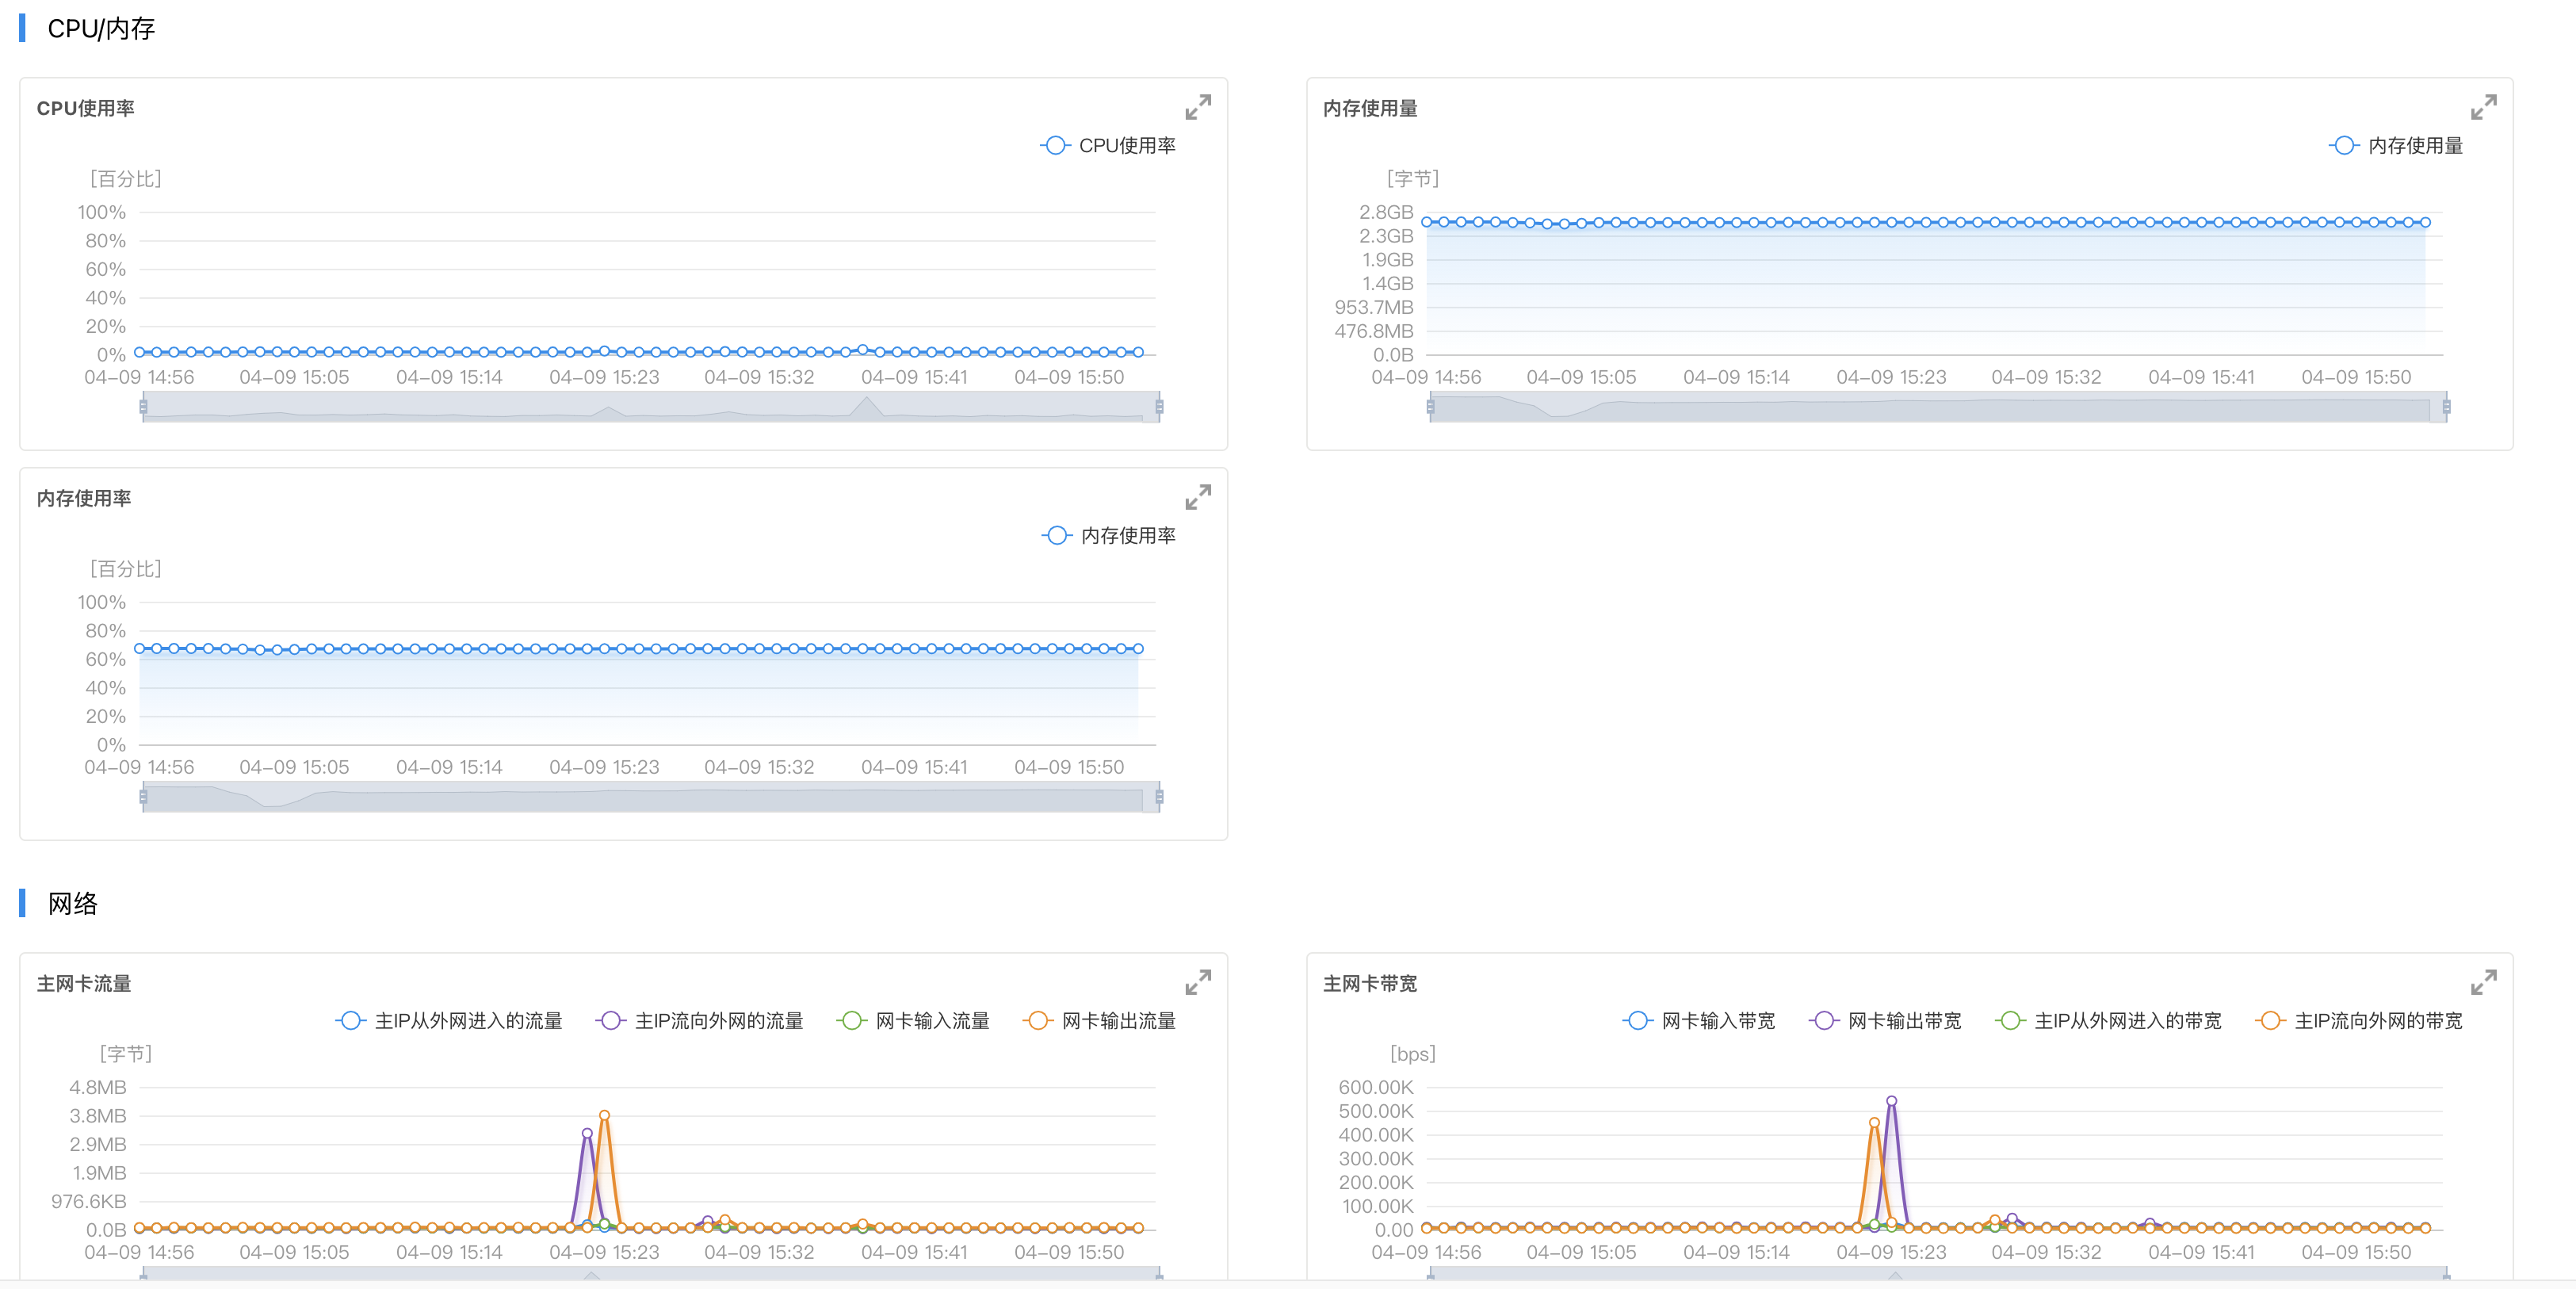 CPU/内存
CPU使用率
CPU使用率
[百分比]
100%
80%
60%
40%
20%
0%
04-09 14:56 04-09 15:05 04-09 15:14 04-09 15:23 04-09 15:32 04-09 15:41 04-09 15:50
内存使用量
内存使用量
[字节]
2.8GB
2.3GB
1.9GB
1.4GB
953.7MB
476.8MB
0.0B
04-09 14:56 04-09 15:05 04-09 15:14 04-09 15:23 04-09 15:32 04-09 15:41 04-09 15:50
内存使用率
内存使用率
[百分比]
100%
80%
60%
40%
20%
0%
04-09 14:56 04-09 15:05 04-09 15:14 04-09 15:23 04-09 15:32 04-09 15:41 04-09 15:50
网络
主网卡流量
主IP从外网进入的流量 主IP流向外网的流量 网卡输入流量 网卡输出流量
[字节]
4.8MB
3.8MB
2.9MB
1.9MB
976.6KB
0.0B
04-09 14:56 04-09 15:05 04-09 15:14 04-09 15:23 04-09 15:32 04-09 15:41 04-09 15:50
主网卡带宽
网卡输入带宽 网卡输出带宽 主IP从外网进入的带宽 主IP流向外网的带宽
[bps]
600.00K
500.00K
400.00K
300.00K
200.00K
100.00K
0.00
04-09 14:56 04-09 15:05 04-09 15:14 04-09 15:23 04-09 15:32 04-09 15:41 04-09 15:50